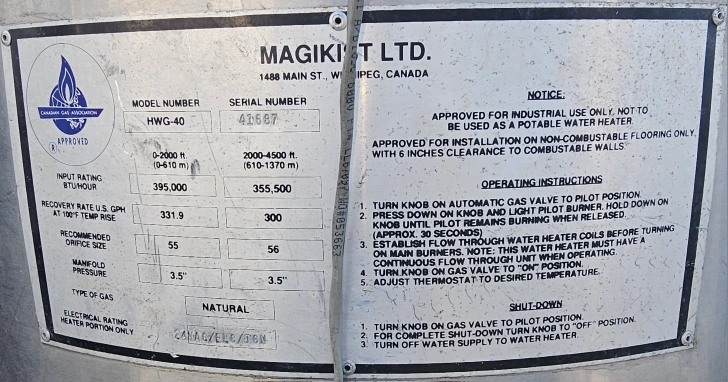 MAGIKIST LTD.
1488 MAIN ST., WINNIPEG, CANADA
CANADIAN GAS ASSOCIATION
R APPROVED
MODEL NUMBER SERIAL NUMBER
HWG-40 41687
0-2000 ft. 2000-4500 ft.
(0-610 m) (610-1370 m)
INPUT RATING
BTU/HOUR 395,000 355,500
RECOVERY RATE U.S. GPH
AT 100°F TEMP RISE 331.9 300
RECOMMENDED
ORIFICE SIZE 55 56
MANIFOLD
PRESSURE 3.5" 3.5"
TYPE OF GAS NATURAL
ELECTRICAL RATING
HEATER PORTION ONLY
NOTICE:
APPROVED FOR INDUSTRIAL USE ONLY, NOT TO
BE USED AS A POTABLE WATER HEATER.
APPROVED FOR INSTALLATION ON NON-COMBUSTABLE FLOORING ONLY,
WITH 6 INCHES CLEARANCE TO COMBUSTABLE WALLS
OPERATING INSTRUCTIONS
1. TURN KNOB ON AUTOMATIC GAS VALVE TO PILOT POSITION.
2. PRESS DOWN ON KNOB AND LIGHT PILOT BURNER. HOLD DOWN ON
KNOB UNTIL PILOT REMAINS BURNING WHEN RELEASED.
(APPROX. 30 SECONDS)
3. ESTABLISH FLOW THROUGH WATER HEATER COILS BEFORE TURNING
ON MAIN BURNERS. NOTE: THIS WATER HEATER MUST HAVE A
CONTINUOUS FLOW THROUGH UNIT WHEN OPERATING.
4. TURN KNOB ON GAS VALVE TO "ON" POSITION.
5. ADJUST THERMOSTAT TO DESIRED TEMPERATURE.
SHUT-DOWN
1. TURN KNOB ON GAS VALVE TO PILOT POSITION.
2. FOR COMPLETE SHUT-DOWN TURN KNOB TO "OFF" POSITION.
3. TURN OFF WATER SUPPLY TO WATER HEATER.